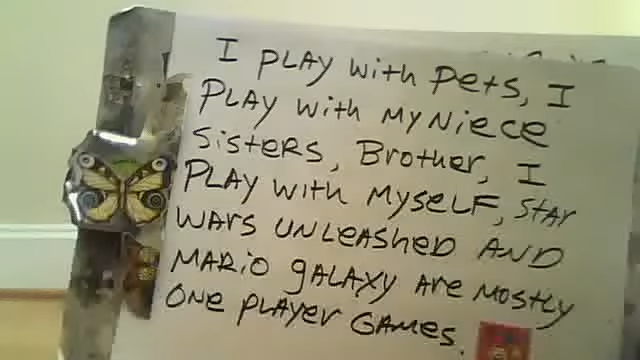 I PLAY with Pets, I
PLAY with MY NIECE
SISTERS, BROTHER, I
PLAY with MYSELF, STAR
WARS UNLEASHED AND
MARIO GALAXY ARE MOSTLY
ONE PLAYER GAMES.